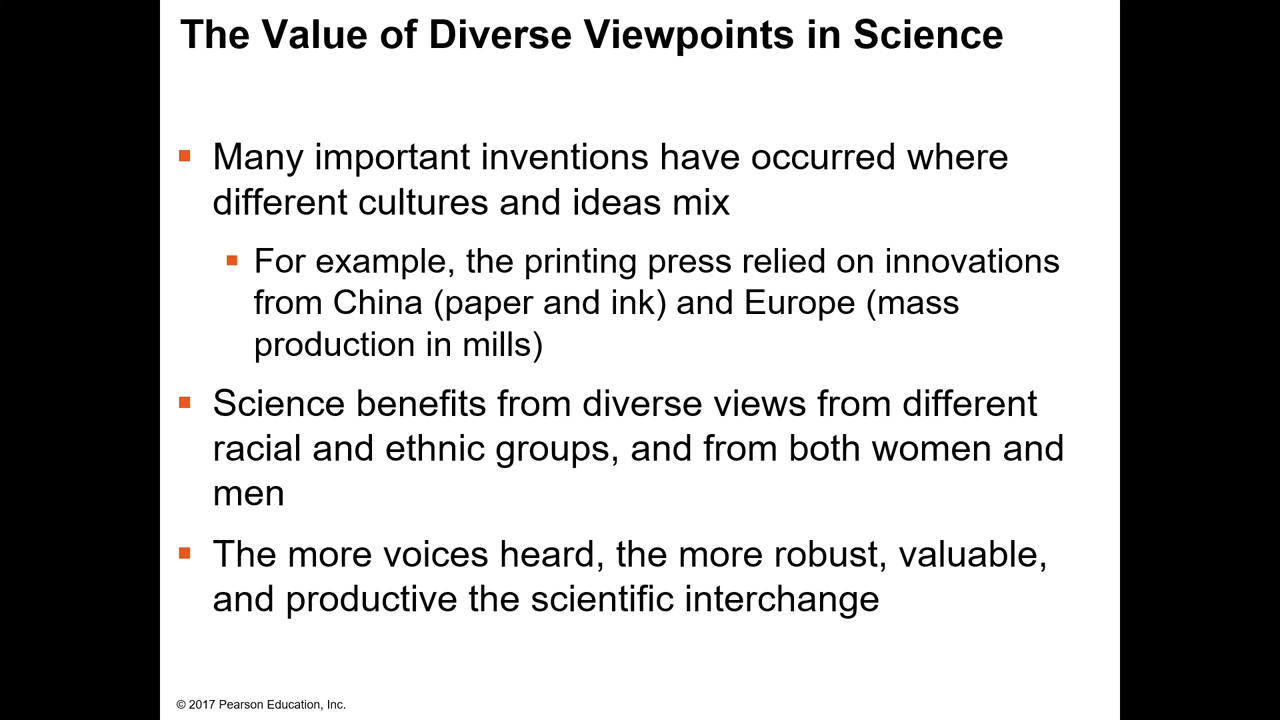 The Value of Diverse Viewpoints in Science
Many important inventions have occurred where
different cultures and ideas mix
For example, the printing press relied on innovations
from China (paper and ink) and Europe (mass
production in mills)
Science benefits from diverse views from different
racial and ethnic groups, and from both women and
men
The more voices heard, the more robust, valuable,
and productive the scientific interchange
© 2017 Pearson Education, Inc.